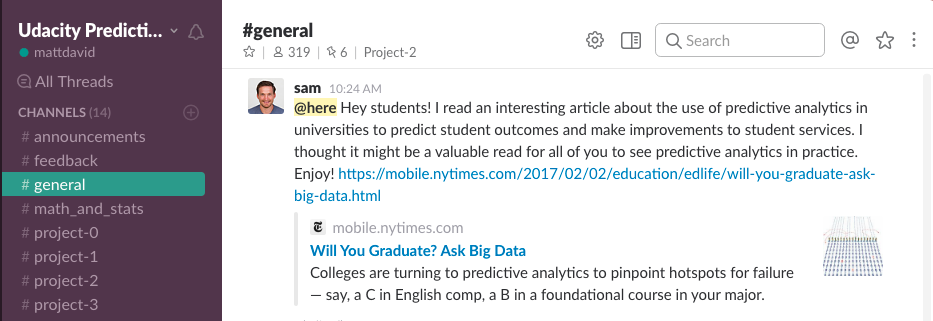 Udacity Predicti...
mattdavid
All Threads
CHANNELS (14)
# announcements
# feedback
# general
# math_and_stats
# project-0
# project-1
# project-2
# project-3
#general
319 | 6 | Project-2
Search
sam 10:24 AM
@here Hey students! I read an interesting article about the use of predictive analytics in
universities to predict student outcomes and make improvements to student services. I
thought it might be a valuable read for all of you to see predictive analytics in practice.
Enjoy! https://mobile.nytimes.com/2017/02/02/education/edlife/will-you-graduate-ask-
big-data.html
mobile.nytimes.com
Will You Graduate? Ask Big Data
Colleges are turning to predictive analytics to pinpoint hotspots for failure
— say, a C in English comp, a B in a foundational course in your major.